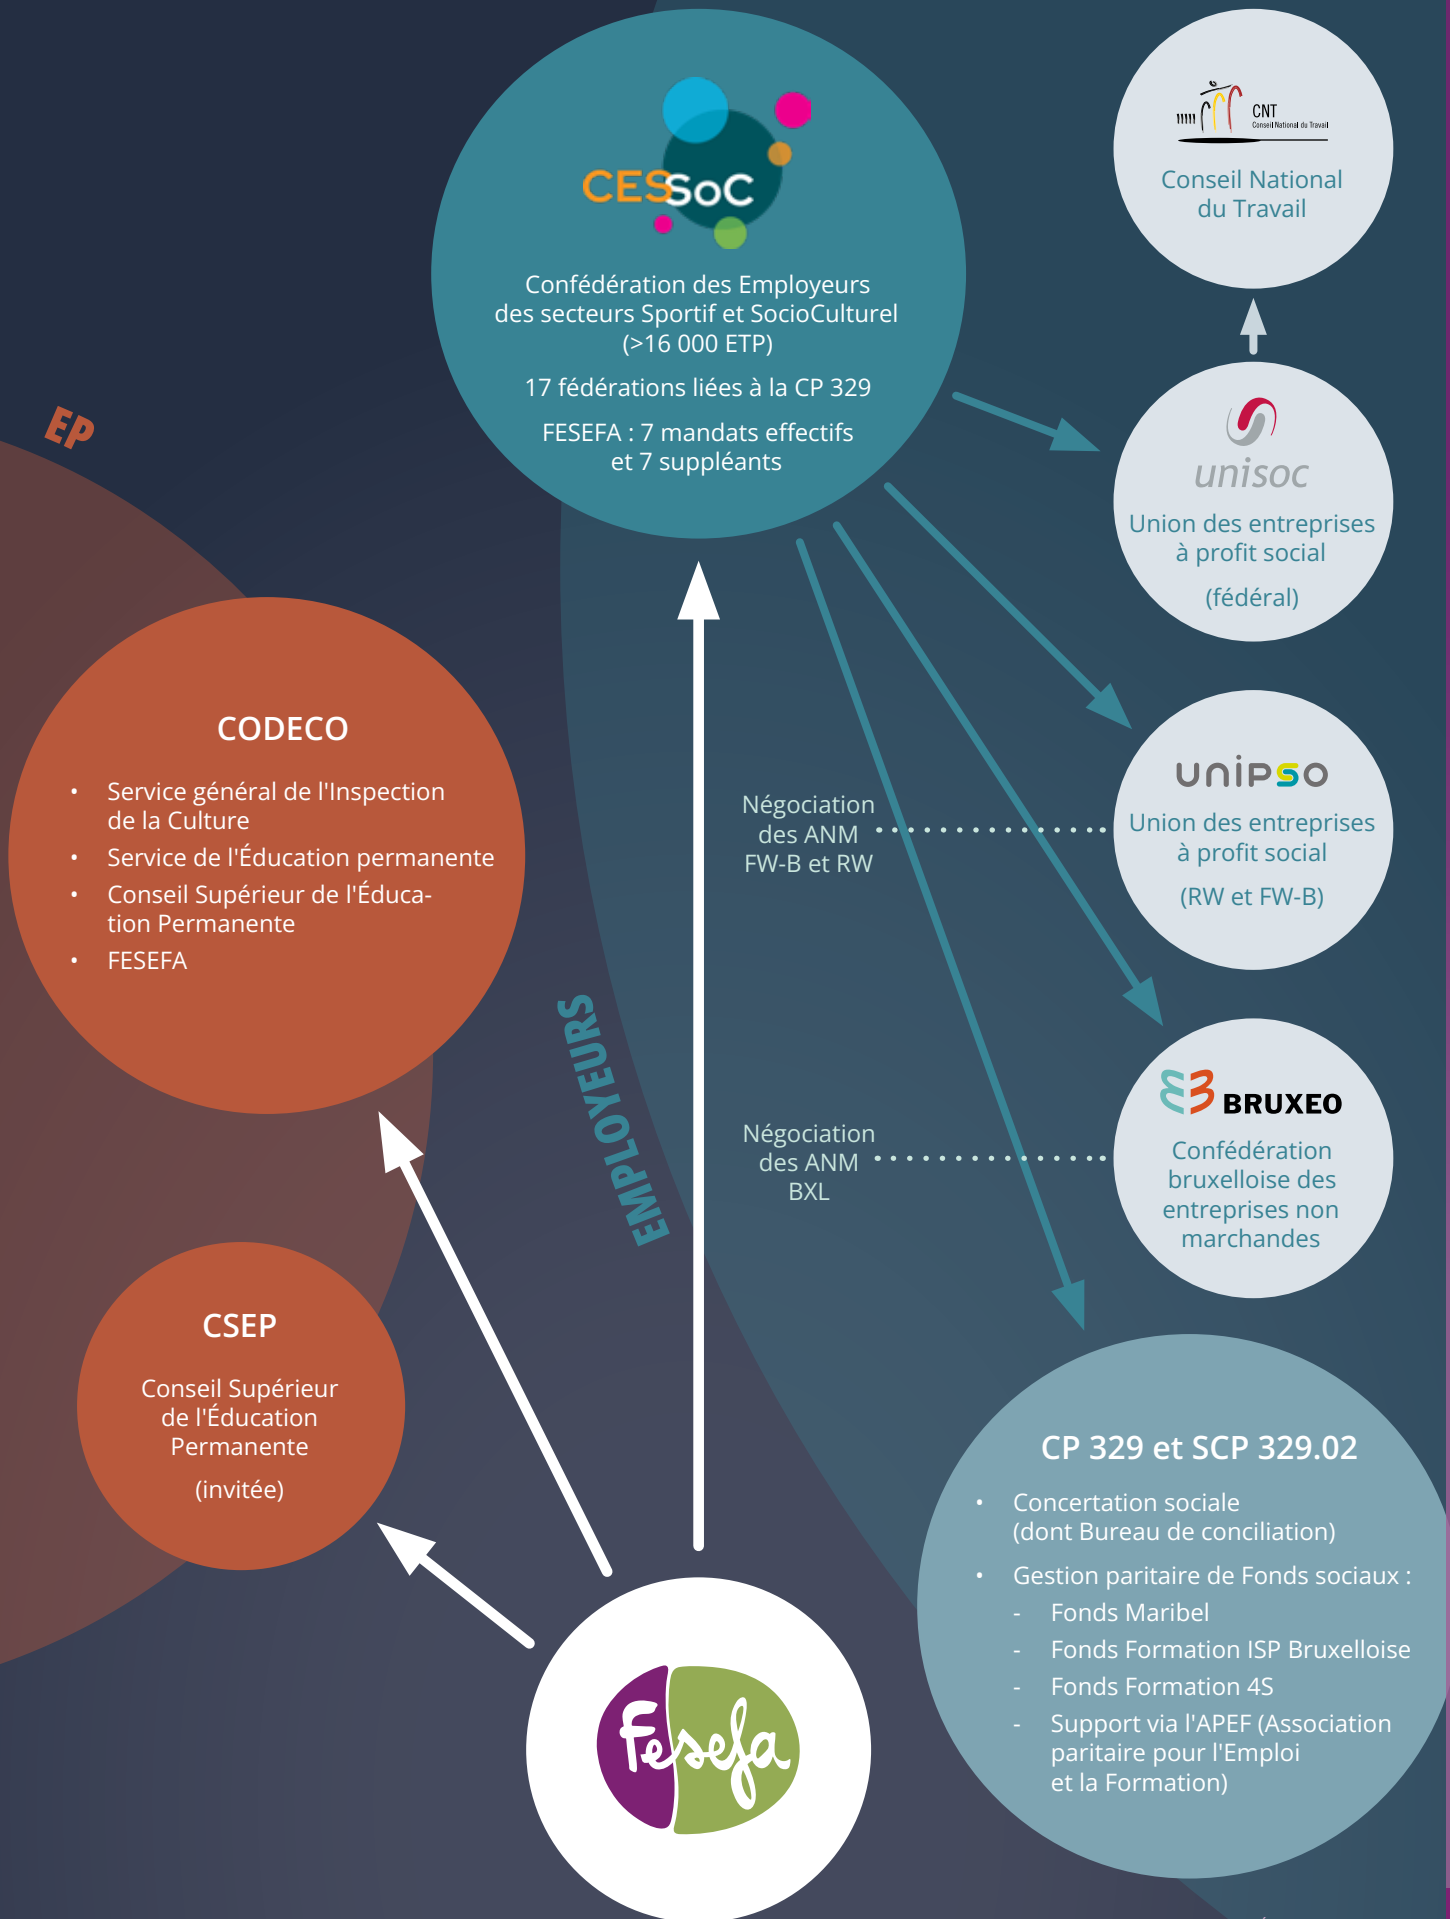 CESSoC
Confédération des Employeurs
des secteurs Sportif et SocioCulturel
(>16 000 ETP)
17 fédérations liées à la CP 329
FESEFA : 7 mandats effectifs
et 7 suppléants
CNT
Conseil National du Travail
Conseil National
du Travail
unisoc
Union des entreprises
à profit social
(fédéral)
EP
CODECO
• Service général de l'Inspection
de la Culture
• Service de l'Éducation permanente
• Conseil Supérieur de l'Éduca-
tion Permanente
• FESEFA
Négociation
des ANM
FW-B et RW
unipso
Union des entreprises
à profit social
(RW et FW-B)
EMPLOYEURS
Négociation
des ANM
BXL
BRUXEO
Confédération
bruxelloise des
entreprises non
marchandes
CSEP
Conseil Supérieur
de l'Éducation
Permanente
(invitée)
CP 329 et SCP 329.02
• Concertation sociale
(dont Bureau de conciliation)
• Gestion paritaire de Fonds sociaux :
- Fonds Maribel
- Fonds Formation ISP Bruxelloise
- Fonds Formation 4S
- Support via l'APEF (Association
paritaire pour l'Emploi
et la Formation)
Fesefa